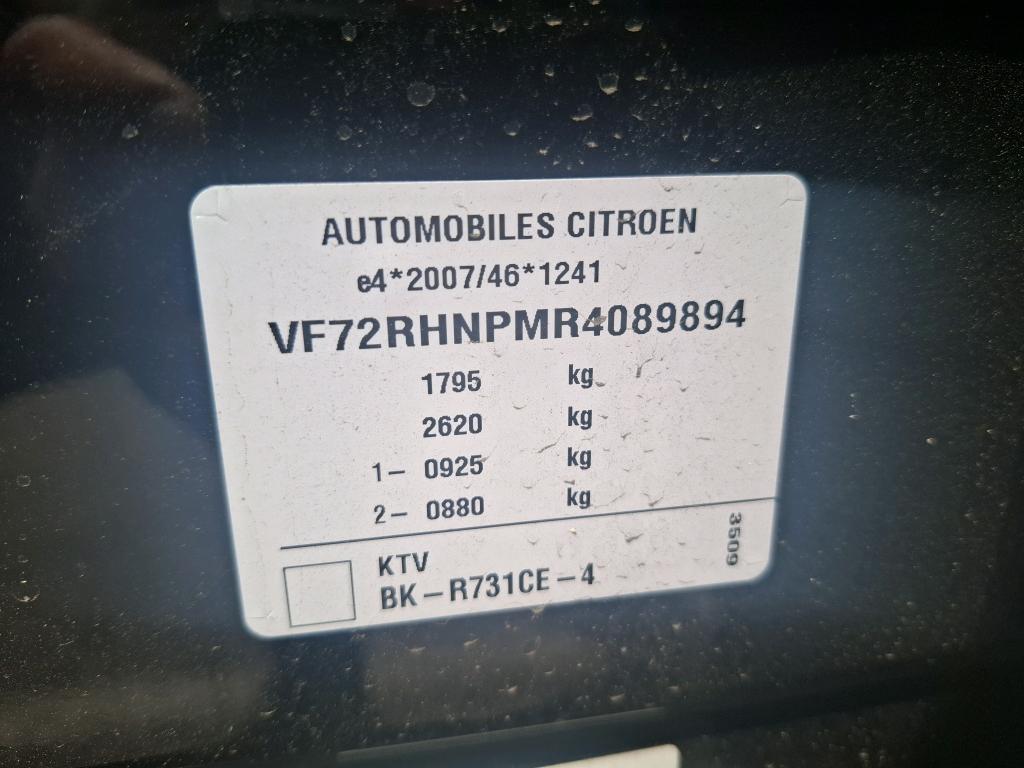 AUTOMOBILES CITROEN
e4*2007/46*1241
VF72RHNPMR4089894
1795 kg
2620 kg
1- 0925 kg
2- 0880 kg
3509
KTV
BK-R731CE-4